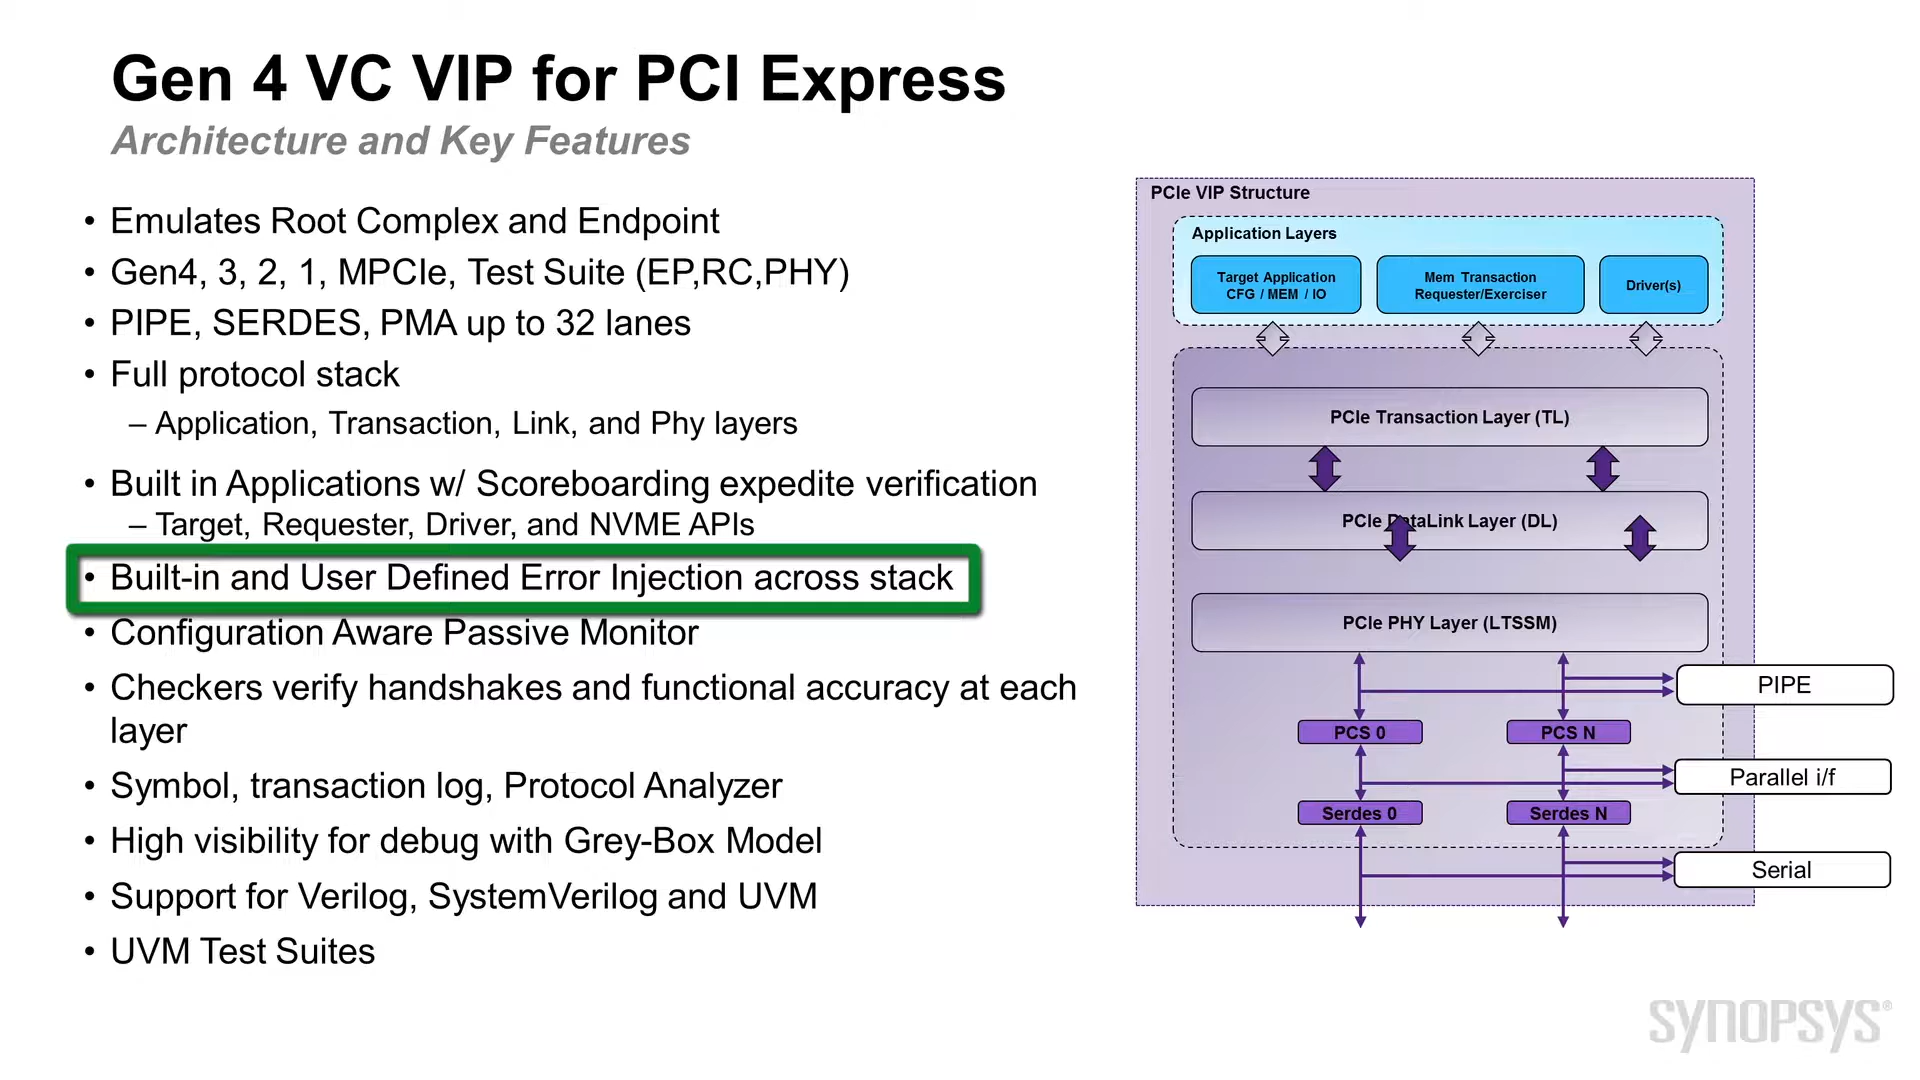 Gen 4 VC VIP for PCI Express
Architecture and Key Features
• Emulates Root Complex and Endpoint
• Gen4, 3, 2, 1, MPCIe, Test Suite (EP,RC,PHY)
• PIPE, SERDES, PMA up to 32 lanes
• Full protocol stack
– Application, Transaction, Link, and Phy layers
• Built in Applications w/ Scoreboarding expedite verification
– Target, Requester, Driver, and NVME APIs
• Built-in and User Defined Error Injection across stack
• Configuration Aware Passive Monitor
• Checkers verify handshakes and functional accuracy at each
layer
• Symbol, transaction log, Protocol Analyzer
• High visibility for debug with Grey-Box Model
• Support for Verilog, SystemVerilog and UVM
• UVM Test Suites
PCIe VIP Structure
Application Layers
Target Application
CFG / MEM / IO
Mem Transaction
Requester/Exerciser
Driver(s)
PCIe Transaction Layer (TL)
PCIe DataLink Layer (DL)
PCIe PHY Layer (LTSSM)
PIPE
PCS 0
PCS N
Parallel i/f
Serdes 0
Serdes N
Serial
SYNOPSYS®